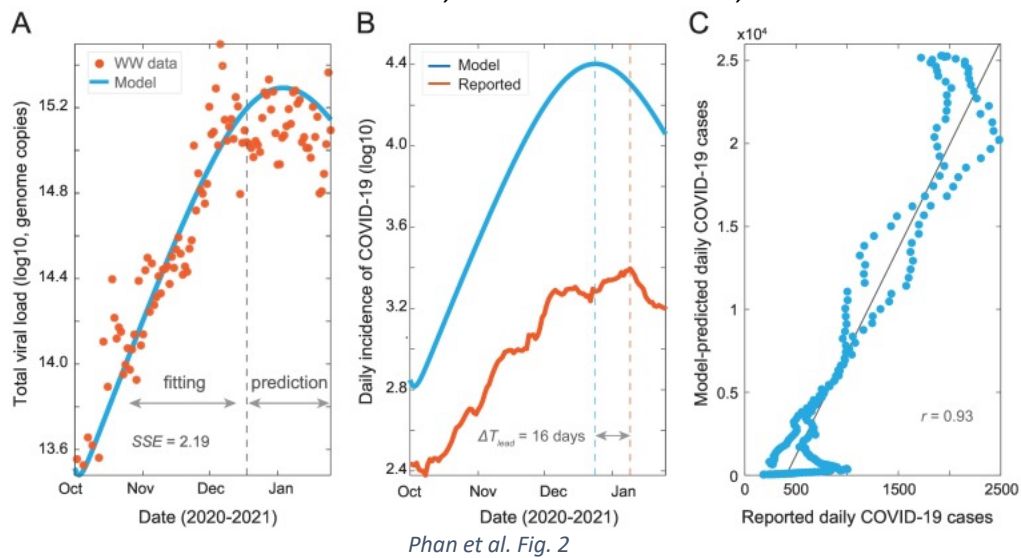 A
Total viral load (log10, genome copies)
15.2
14.8
14.4
14.0
13.6
WW data
Model
fitting
prediction
SSE = 2.19
Oct
Nov
Dec
Jan
Date (2020-2021)
B
Daily incidence of COVID-19 (log10)
4.4
4.0
3.6
3.2
2.8
2.4
Model
Reported
ΔT_lead = 16 days
Oct
Nov
Dec
Jan
Date (2020-2021)
C
x10⁴
Model-predicted daily COVID-19 cases
2.5
2
1.5
1
0.5
0
r = 0.93
0
500
1000
1500
2000
2500
Reported daily COVID-19 cases
Phan et al. Fig. 2